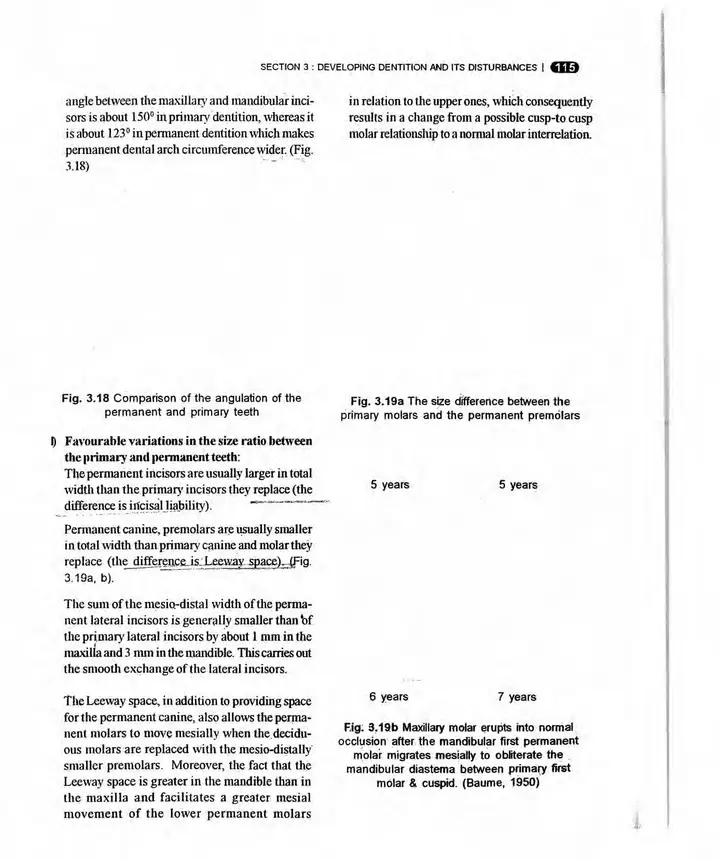 SECTION 3 : DEVELOPING DENTITION AND ITS DISTURBANCES | 115
angle between the maxillary and mandibular inci-
sors is about 150⁰ in primary dentition, whereas it
is about 123⁰ in permanent dentition which makes
permanent dental arch circumference wider. (Fig.
3.18)
Fig. 3.18 Comparison of the angulation of the
permanent and primary teeth
I) Favourable variations in the size ratio between
the primary and permanent teeth:
The permanent incisors are usually larger in total
width than the primary incisors they replace (the
difference is incisal liability).
Permanent canine, premolars are usually smaller
in total width than primary canine and molar they
replace (the difference is Leeway space). (Fig.
3.19a, b).
The sum of the mesio-distal width of the perma-
nent lateral incisors is generally smaller than of
the primary lateral incisors by about 1 mm in the
maxilla and 3 mm in the mandible. This carries out
the smooth exchange of the lateral incisors.
The Leeway space, in addition to providing space
for the permanent canine, also allows the perma-
nent molars to move mesially when the decidu-
ous molars are replaced with the mesio-distally
smaller premolars. Moreover, the fact that the
Leeway space is greater in the mandible than in
the maxilla and facilitates a greater mesial
movement of the lower permanent molars
in relation to the upper ones, which consequently
results in a change from a possible cusp-to cusp
molar relationship to a normal molar interrelation.
Fig. 3.19a The size difference between the
primary molars and the permanent premolars
5 years 5 years
6 years 7 years
Fig. 3.19b Maxillary molar erupts into normal
occlusion after the mandibular first permanent
molar migrates mesially to obliterate the
mandibular diastema between primary first
molar & cuspid. (Baume, 1950)